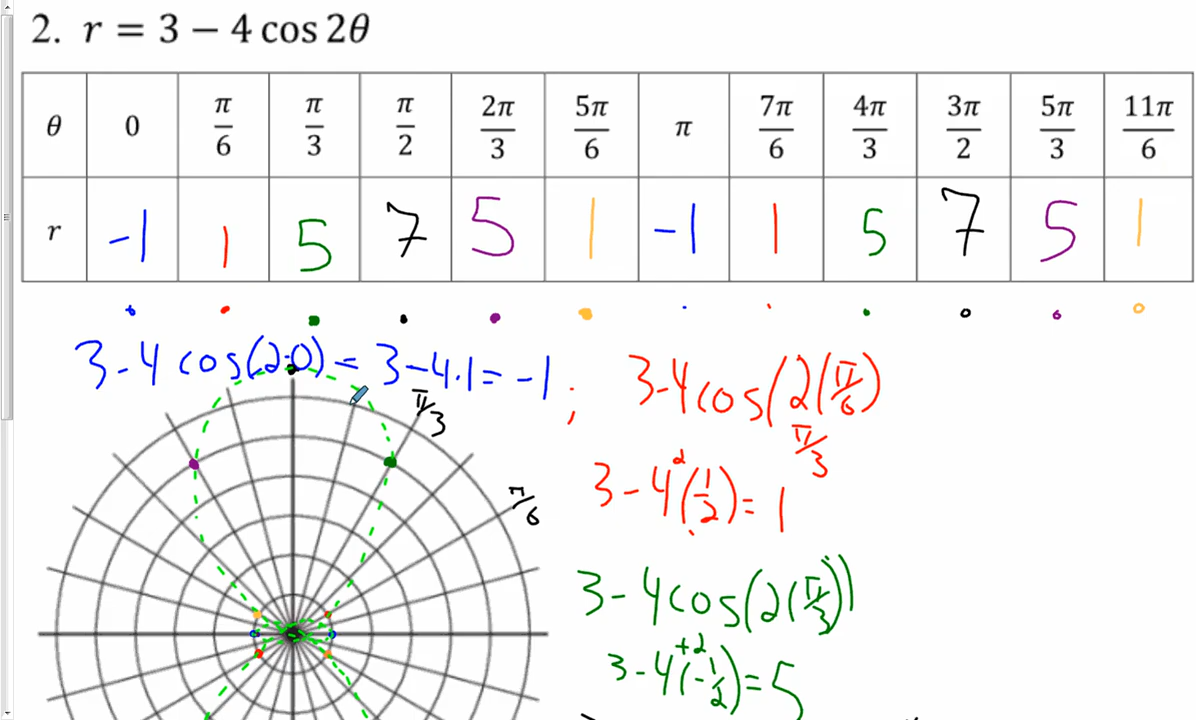 2. r = 3 − 4 cos 2θ
θ 0 π/6 π/3 π/2 2π/3 5π/6 π 7π/6 4π/3 3π/2 5π/3 11π/6
r -1 1 5 7 5 1 -1 1 5 7 5 1
3-4 cos(2·0) = 3-4·1 = -1 ; 3-4cos(2(π/6)
π/3
π/3
3-4²(1/2) = 1
π/6
3-4cos(2(π/3))
+2
3-4(-1/2) = 5